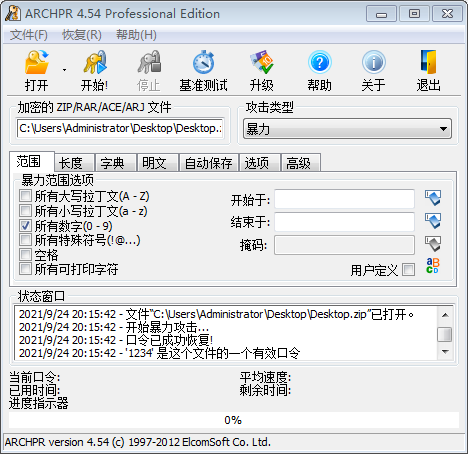 ARCHPR 4.54 Professional Edition
文件(F) 恢复(R) 帮助(H)
打开 开始! 停止 基准测试 升级 帮助 关于 退出
加密的 ZIP/RAR/ACE/ARJ 文件 攻击类型
C:\Users\Administrator\Desktop\Desktop.z 暴力
范围 长度 字典 明文 自动保存 选项 高级
暴力范围选项
所有大写拉丁文(A - Z) 开始于:
所有小写拉丁文(a - z)
所有数字(0 - 9) 结束于:
所有特殊符号(!@...) 掩码:
空格
所有可打印字符 用户定义
状态窗口
2021/9/24 20:15:42 - 文件"C:\Users\Administrator\Desktop\Desktop.zip"已打开。
2021/9/24 20:15:42 - 开始暴力攻击...
2021/9/24 20:15:42 - 口令已成功恢复!
2021/9/24 20:15:42 - '1234' 是这个文件的一个有效口令
当前口令: 平均速度:
已用时间: 剩余时间:
进度指示器
0%
ARCHPR version 4.54 (c) 1997-2012 ElcomSoft Co. Ltd.